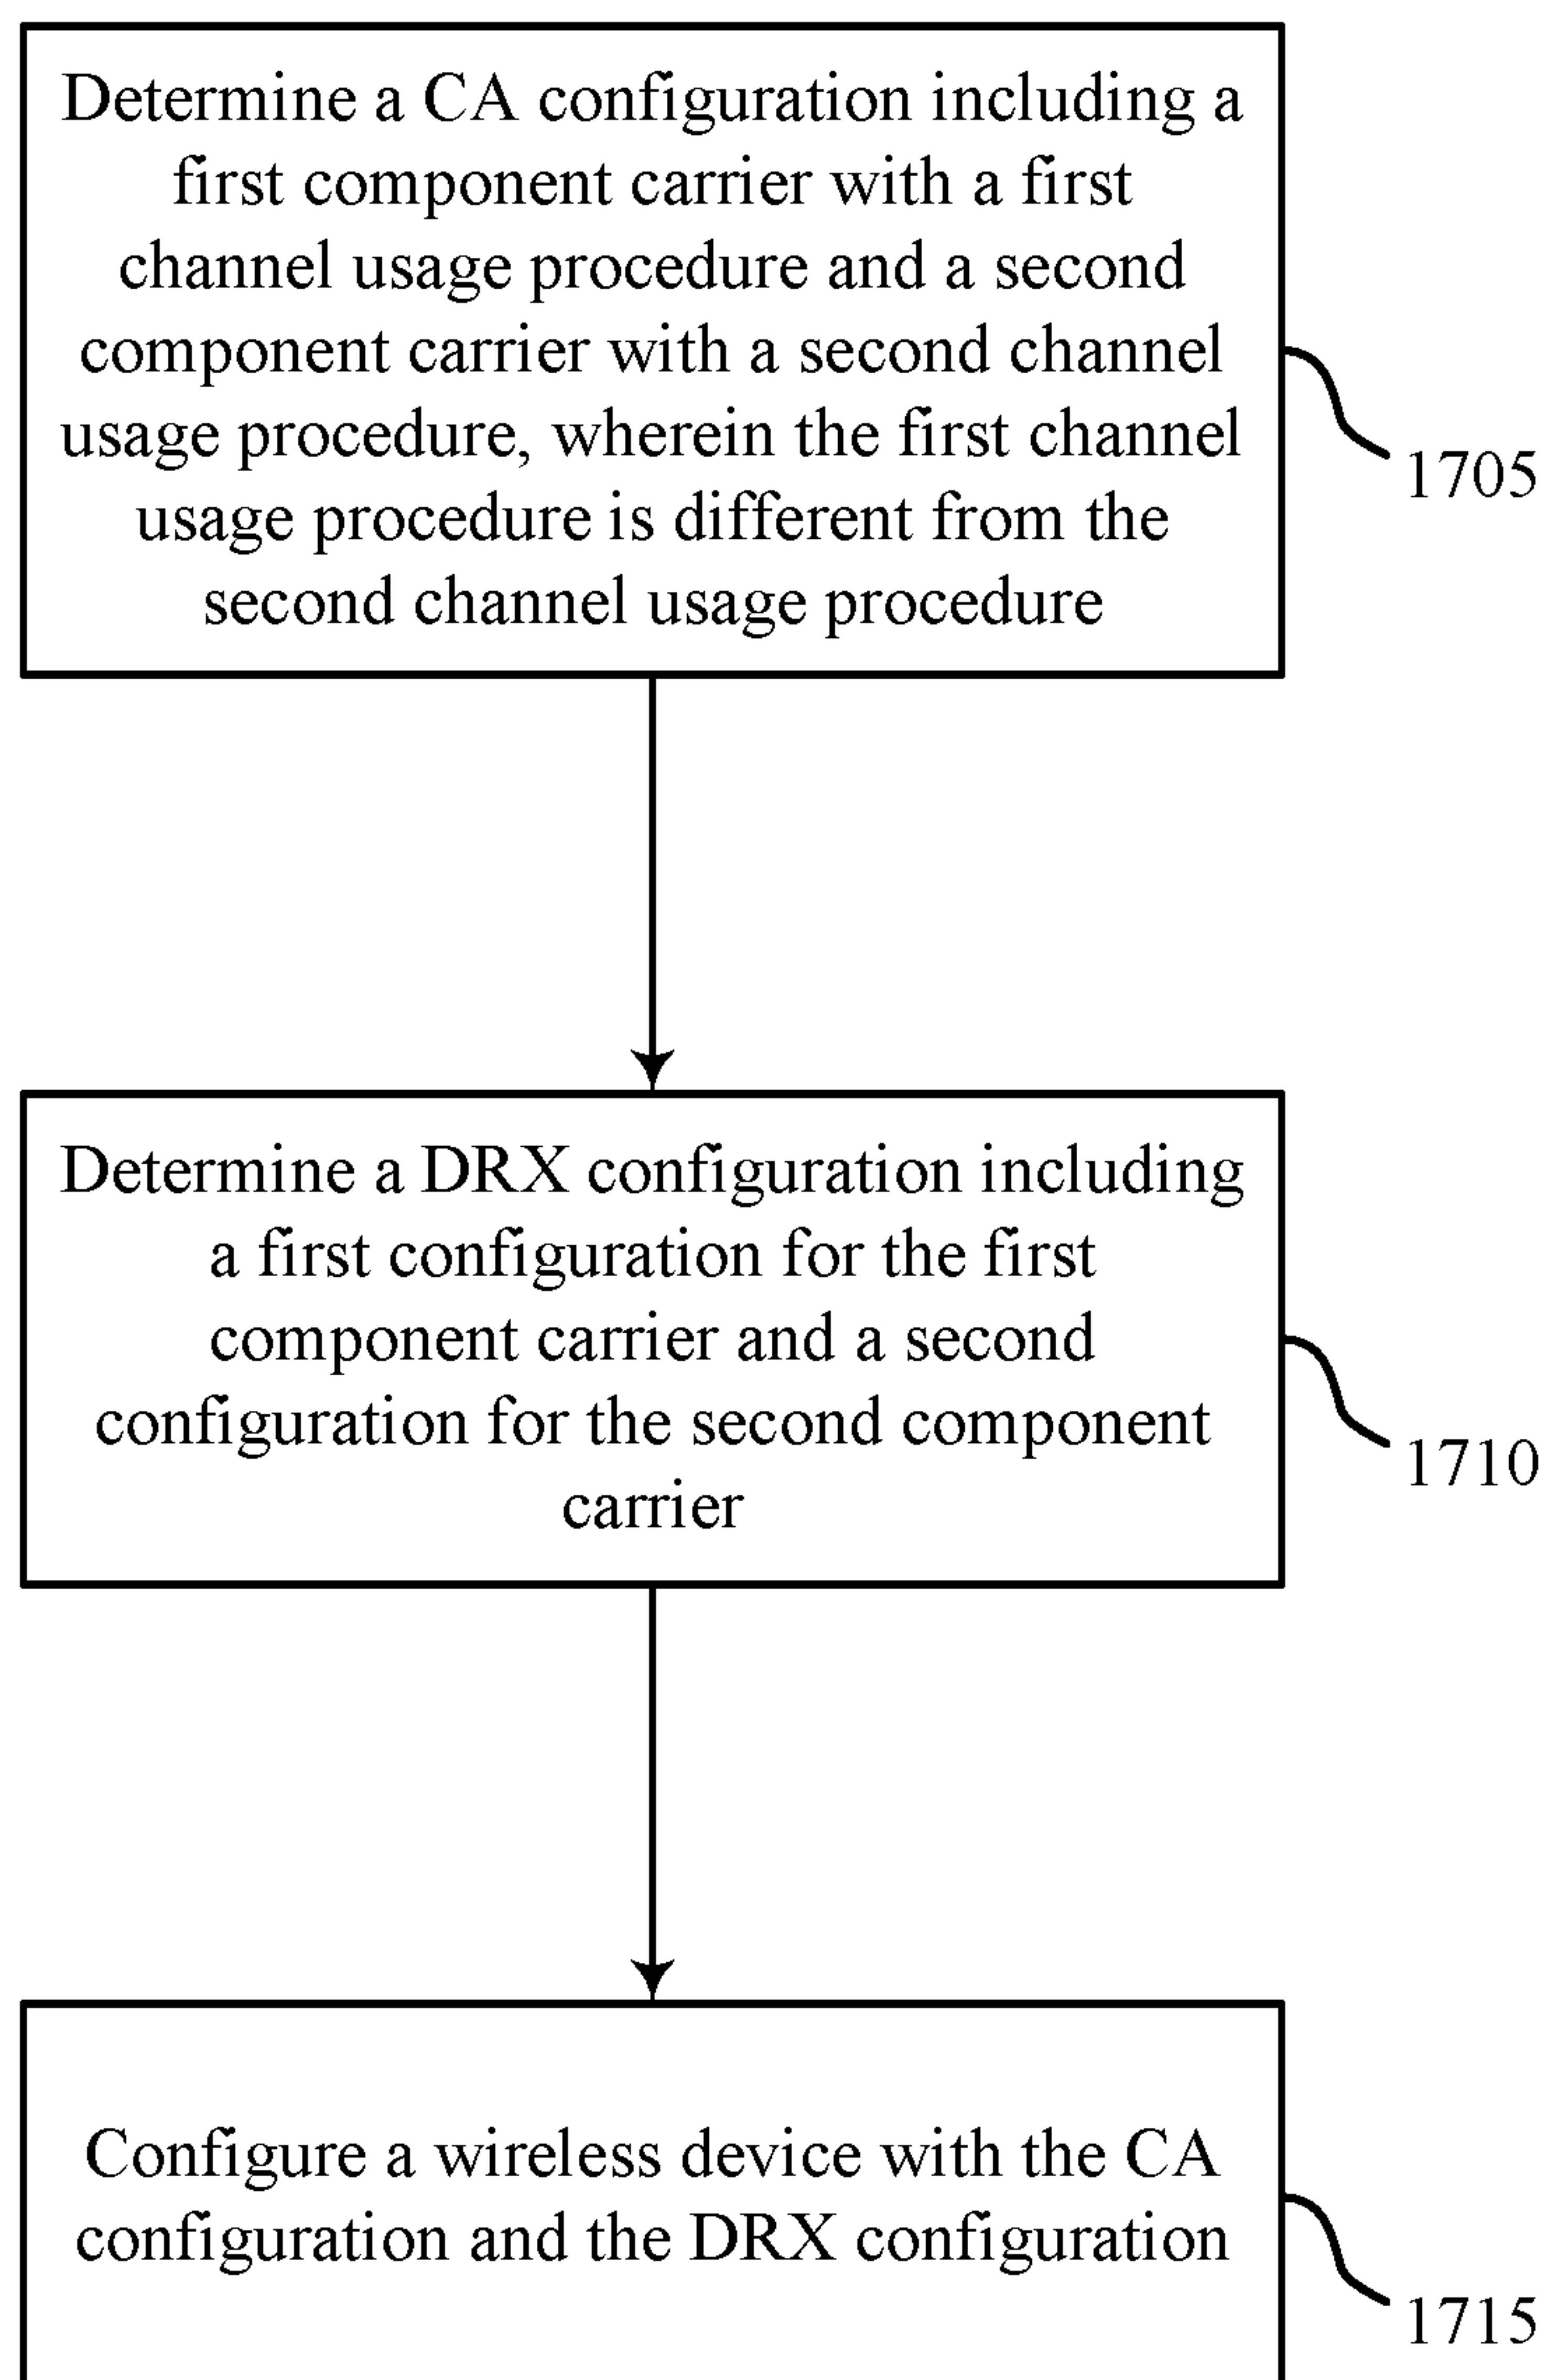 Determine a CA configuration including a
first component carrier with a first
channel usage procedure and a second
component carrier with a second channel
usage procedure, wherein the first channel
usage procedure is different from the
second channel usage procedure
1705
Determine a DRX configuration including
a first configuration for the first
component carrier and a second
configuration for the second component
carrier
1710
Configure a wireless device with the CA
configuration and the DRX configuration
1715